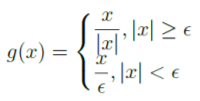 g(x) = { x/|x|, |x| ≥ ϵ
x/ϵ, |x| < ϵ